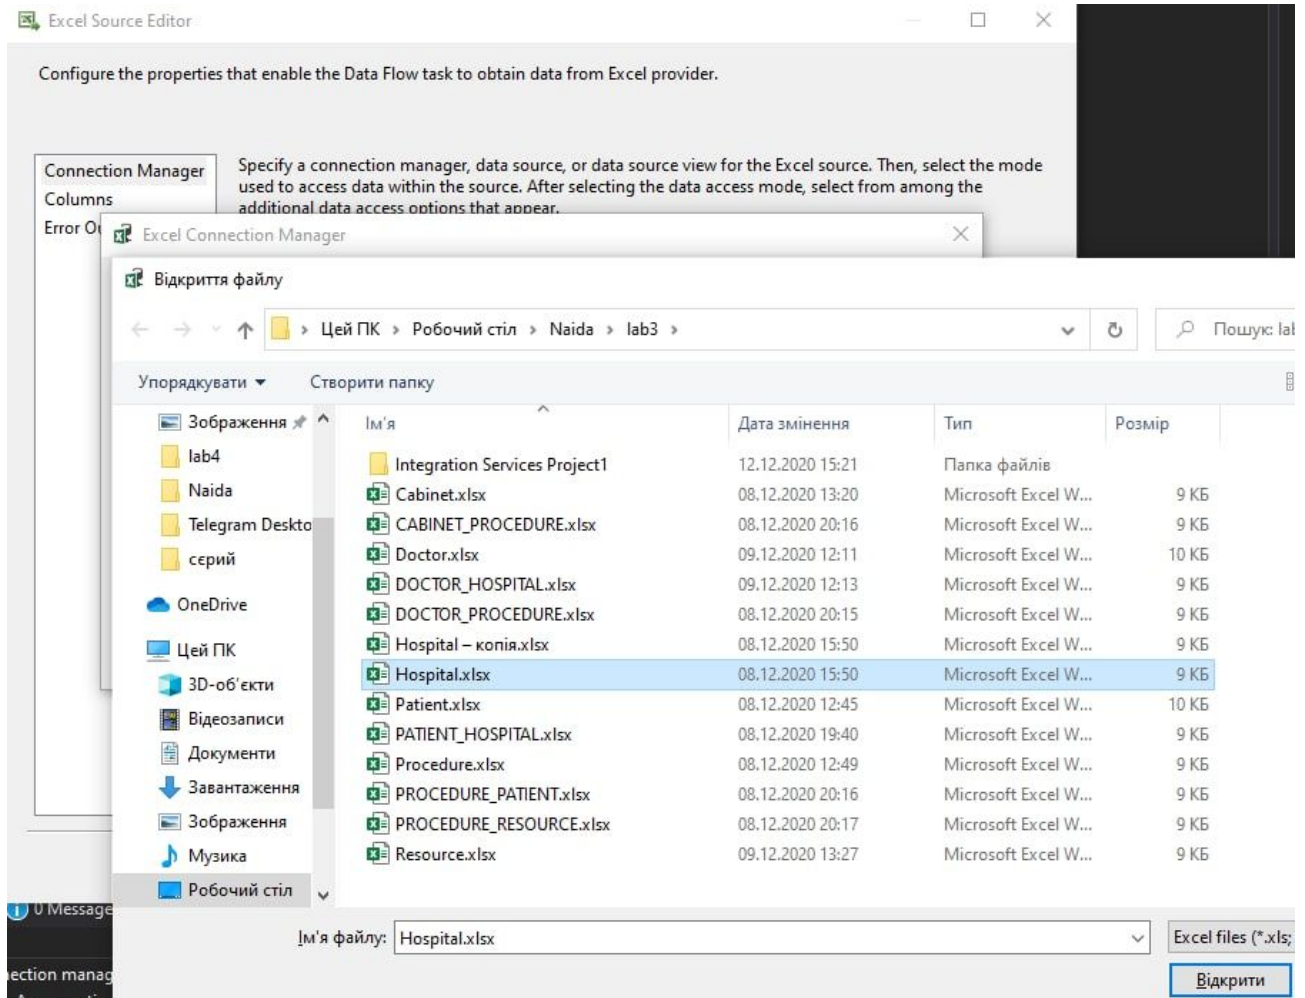 Excel Source Editor
Configure the properties that enable the Data Flow task to obtain data from Excel provider.
Connection Manager
Columns
Error Ou
Specify a connection manager, data source, or data source view for the Excel source. Then, select the mode
used to access data within the source. After selecting the data access mode, select from among the
additional data access options that appear.
Excel Connection Manager
Відкриття файлу
Цей ПК › Робочий стіл › Naida › lab3 ›
Пошук: lab
Упорядкувати
Створити папку
Зображення
lab4
Naida
Telegram Deskto
сєрий
OneDrive
Цей ПК
3D-об'єкти
Відеозаписи
Документи
Завантаження
Зображення
Музика
Робочий стіл
Ім'я Дата змінення Тип Розмір
Integration Services Project1 12.12.2020 15:21 Папка файлів
Cabinet.xlsx 08.12.2020 13:20 Microsoft Excel W... 9 КБ
CABINET_PROCEDURE.xlsx 08.12.2020 20:16 Microsoft Excel W... 9 КБ
Doctor.xlsx 09.12.2020 12:11 Microsoft Excel W... 10 КБ
DOCTOR_HOSPITAL.xlsx 09.12.2020 12:13 Microsoft Excel W... 9 КБ
DOCTOR_PROCEDURE.xlsx 08.12.2020 20:15 Microsoft Excel W... 9 КБ
Hospital – копія.xlsx 08.12.2020 15:50 Microsoft Excel W... 9 КБ
Hospital.xlsx 08.12.2020 15:50 Microsoft Excel W... 9 КБ
Patient.xlsx 08.12.2020 12:45 Microsoft Excel W... 10 КБ
PATIENT_HOSPITAL.xlsx 08.12.2020 19:40 Microsoft Excel W... 9 КБ
Procedure.xlsx 08.12.2020 12:49 Microsoft Excel W... 9 КБ
PROCEDURE_PATIENT.xlsx 08.12.2020 20:16 Microsoft Excel W... 9 КБ
PROCEDURE_RESOURCE.xlsx 08.12.2020 20:17 Microsoft Excel W... 9 КБ
Resource.xlsx 09.12.2020 13:27 Microsoft Excel W... 9 КБ
0 Message
Ім'я файлу: Hospital.xlsx
Excel files (*.xls;
nection manag
Відкрити